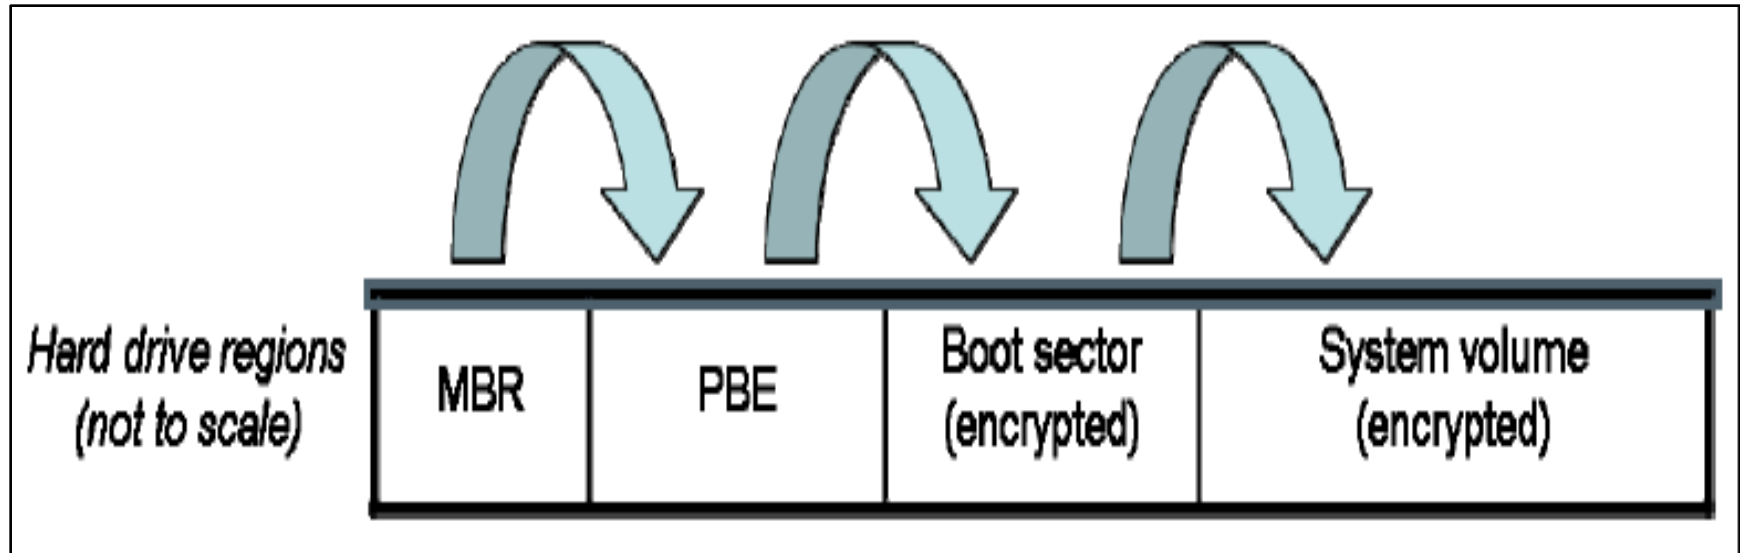 Hard drive regions
(not to scale)
MBR
PBE
Boot sector
(encrypted)
System volume
(encrypted)